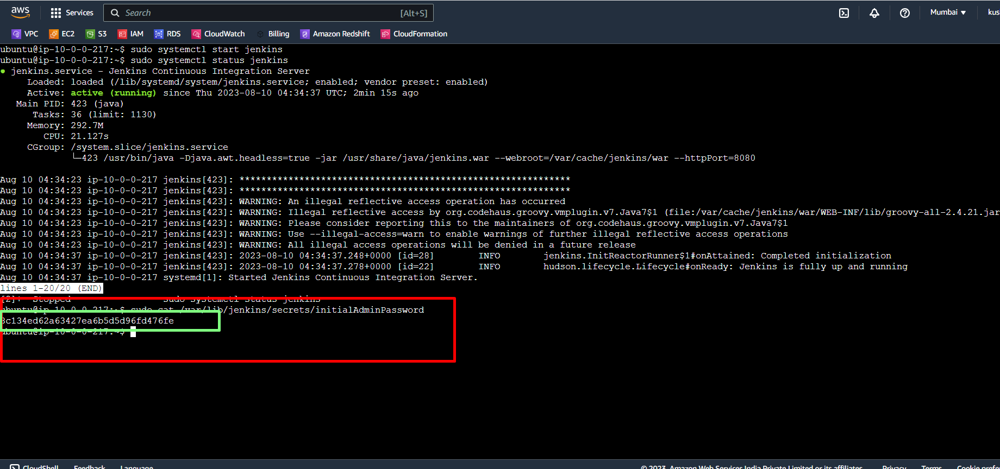 aws
Services
Search [Alt+S]
Mumbai ▼
kus
VPC EC2 S3 IAM RDS CloudWatch Billing Amazon Redshift CloudFormation
ubuntu@ip-10-0-0-217:~$ sudo systemctl start jenkins
ubuntu@ip-10-0-0-217:~$ sudo systemctl status jenkins
● jenkins.service - Jenkins Continuous Integration Server
Loaded: loaded (/lib/systemd/system/jenkins.service; enabled; vendor preset: enabled)
Active: active (running) since Thu 2023-08-10 04:34:37 UTC; 2min 15s ago
Main PID: 423 (java)
Tasks: 36 (limit: 1130)
Memory: 292.7M
CPU: 21.127s
CGroup: /system.slice/jenkins.service
└─423 /usr/bin/java -Djava.awt.headless=true -jar /usr/share/java/jenkins.war --webroot=/var/cache/jenkins/war --httpPort=8080
Aug 10 04:34:23 ip-10-0-0-217 jenkins[423]: *************************************************************
Aug 10 04:34:23 ip-10-0-0-217 jenkins[423]: *************************************************************
Aug 10 04:34:23 ip-10-0-0-217 jenkins[423]: WARNING: An illegal reflective access operation has occurred
Aug 10 04:34:23 ip-10-0-0-217 jenkins[423]: WARNING: Illegal reflective access by org.codehaus.groovy.vmplugin.v7.Java7$1 (file:/var/cache/jenkins/war/WEB-INF/lib/groovy-all-2.4.21.jar
Aug 10 04:34:23 ip-10-0-0-217 jenkins[423]: WARNING: Please consider reporting this to the maintainers of org.codehaus.groovy.vmplugin.v7.Java7$1
Aug 10 04:34:23 ip-10-0-0-217 jenkins[423]: WARNING: Use --illegal-access=warn to enable warnings of further illegal reflective access operations
Aug 10 04:34:23 ip-10-0-0-217 jenkins[423]: WARNING: All illegal access operations will be denied in a future release
Aug 10 04:34:37 ip-10-0-0-217 jenkins[423]: 2023-08-10 04:34:37.248+0000 [id=28] INFO jenkins.InitReactorRunner$1#onAttained: Completed initialization
Aug 10 04:34:37 ip-10-0-0-217 jenkins[423]: 2023-08-10 04:34:37.278+0000 [id=22] INFO hudson.lifecycle.Lifecycle#onReady: Jenkins is fully up and running
Aug 10 04:34:37 ip-10-0-0-217 systemd[1]: Started Jenkins Continuous Integration Server.
lines 1-20/20 (END)
[2]+ Stopped sudo systemctl status jenkins
ubuntu@ip-10-0-0-217:~$ sudo cat /var/lib/jenkins/secrets/initialAdminPassword
3c134ed62a63427ea6b5d5d96fd476fe
ubuntu@ip-10-0-0-217:~$
CloudShell Feedback Language
© 2023, Amazon Web Services India Private Limited or its affiliates. Privacy Terms Cookie prefe